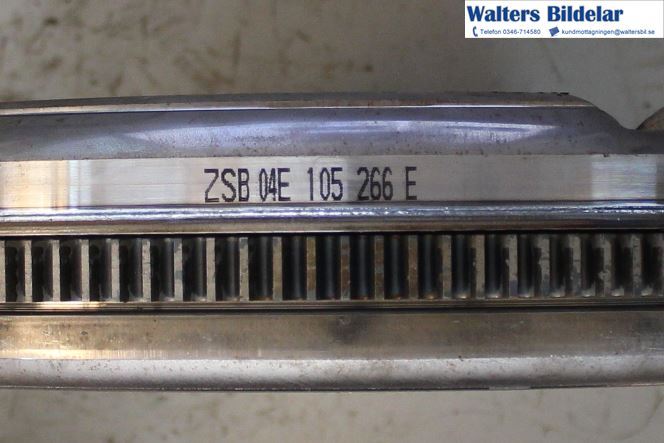 Walters Bildelar
Telefon 0346-714580 kundmottagningen@waltersbil.se
ZSB 04E 105 266 E